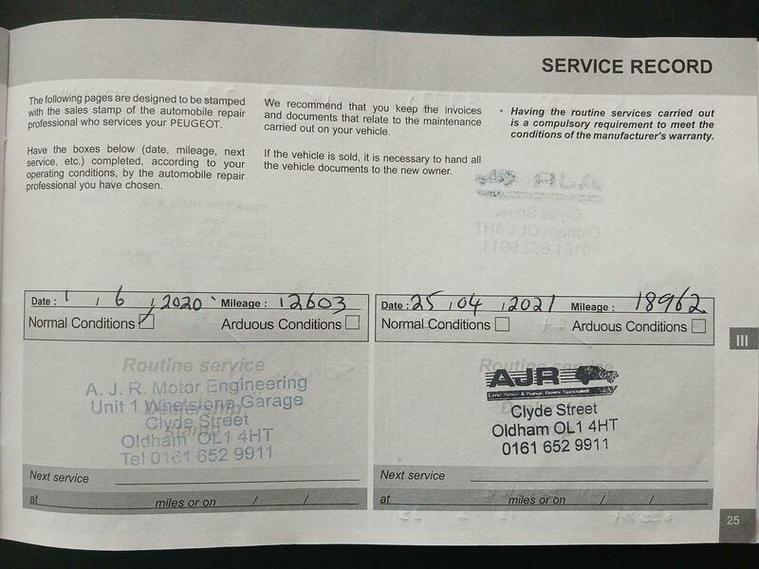 SERVICE RECORD
The following pages are designed to be stamped
with the sales stamp of the automobile repair
professional who services your PEUGEOT.
Have the boxes below (date, mileage, next
service, etc.) completed, according to your
operating conditions, by the automobile repair
professional you have chosen.
We recommend that you keep the invoices
and documents that relate to the maintenance
carried out on your vehicle.
If the vehicle is sold, it is necessary to hand all
the vehicle documents to the new owner.
• Having the routine services carried out
is a compulsory requirement to meet the
conditions of the manufacturer's warranty.
Date : 1 / 6 / 2020 Mileage : 12603
Normal Conditions Arduous Conditions
Routine service
A. J. R. Motor Engineering
Unit 1 Whetstone Garage
Clyde Street
Oldham OL1 4HT
Tel 0161 652 9911
Next service
at miles or on / /
Date : 25 / 04 / 2021 Mileage : 18962
Normal Conditions Arduous Conditions
AJR
Land Rover & Range Rover Specialist
Clyde Street
Oldham OL1 4HT
0161 652 9911
Next service
at miles or on / /
III
25